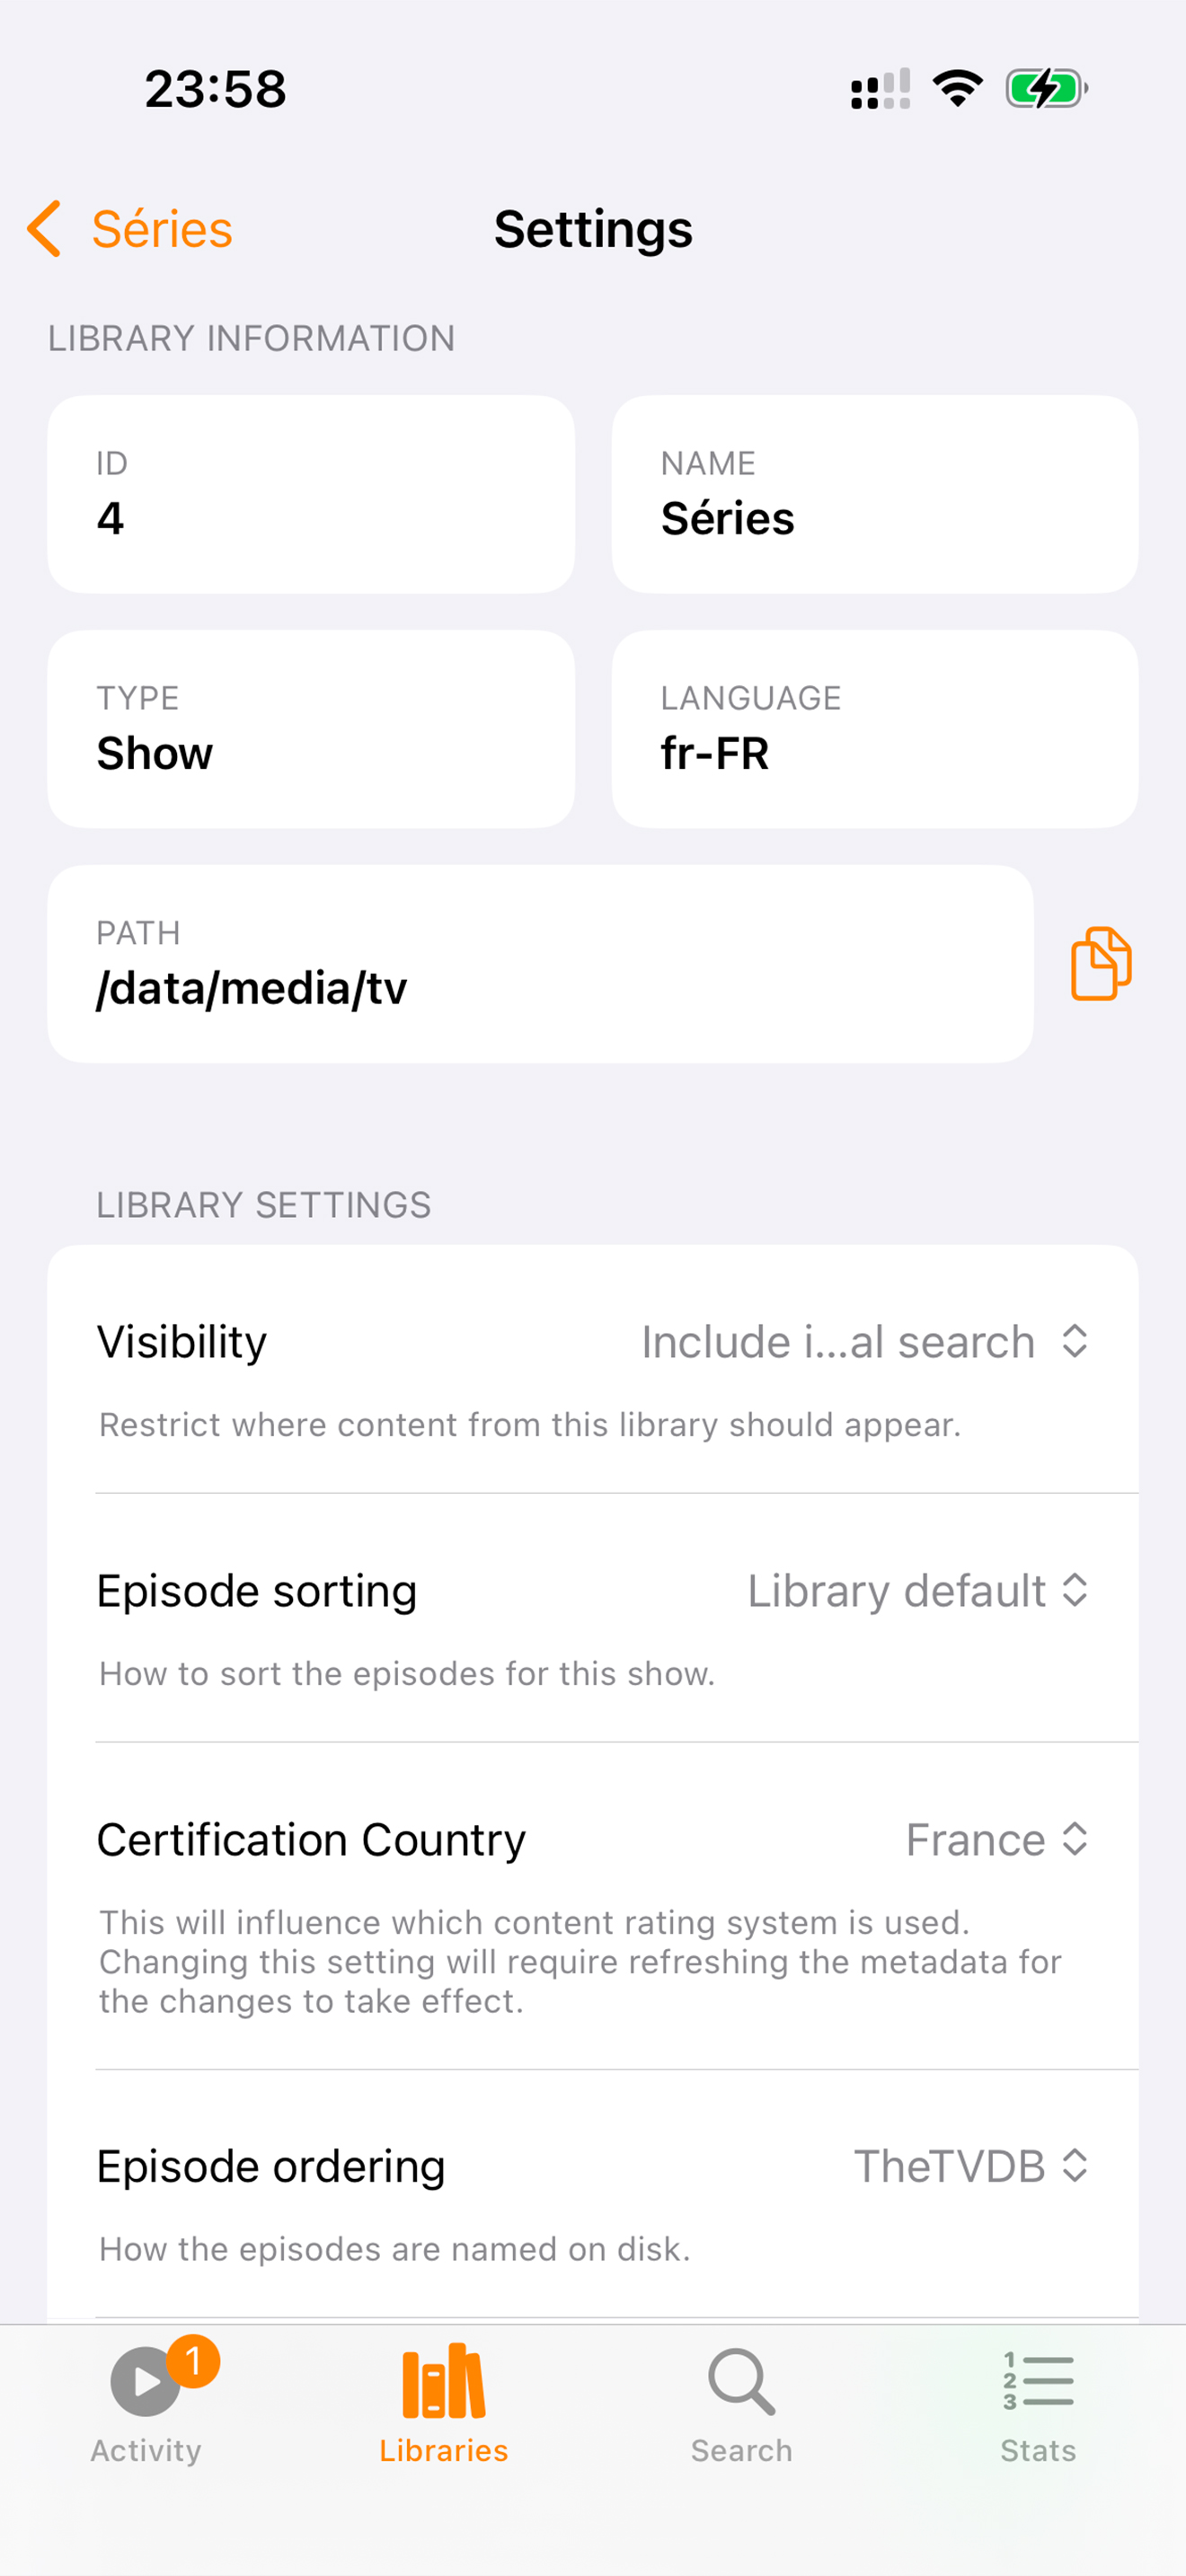 23:58
Séries
Settings
LIBRARY INFORMATION
ID
4
NAME
Séries
TYPE
Show
LANGUAGE
fr-FR
PATH
/data/media/tv
LIBRARY SETTINGS
Visibility
Include i...al search
Restrict where content from this library should appear.
Episode sorting
Library default
How to sort the episodes for this show.
Certification Country
France
This will influence which content rating system is used.
Changing this setting will require refreshing the metadata for
the changes to take effect.
Episode ordering
TheTVDB
How the episodes are named on disk.
1
Activity
Libraries
Search
1
2
3
Stats